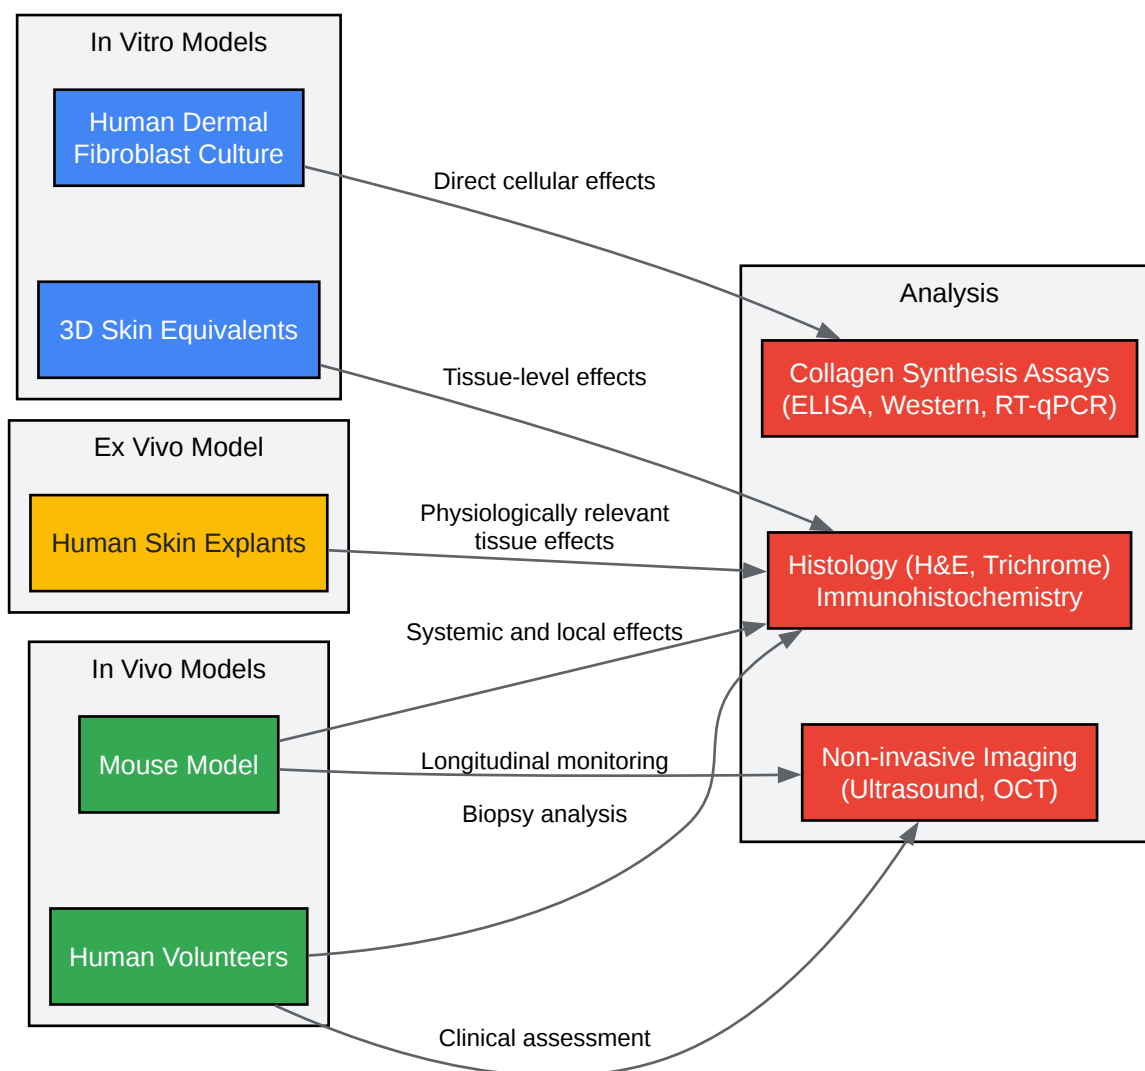 In Vitro Models
Human Dermal
Fibroblast Culture
3D Skin Equivalents
Ex Vivo Model
Human Skin Explants
In Vivo Models
Mouse Model
Human Volunteers
Direct cellular effects
Tissue-level effects
Physiologically relevant
tissue effects
Systemic and local effects
Longitudinal monitoring
Biopsy analysis
Clinical assessment
Analysis
Collagen Synthesis Assays
(ELISA, Western, RT-qPCR)
Histology (H&E, Trichrome)
Immunohistochemistry
Non-invasive Imaging
(Ultrasound, OCT)